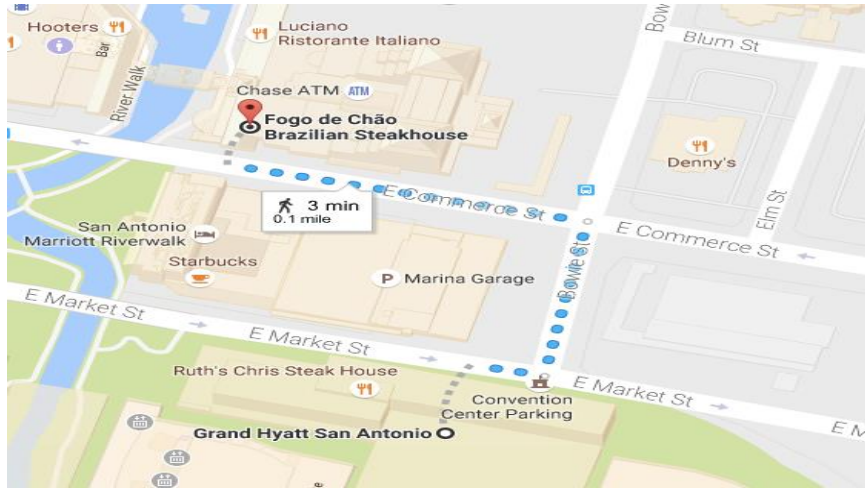 Hooters
Bar
River Walk
Luciano
Ristorante Italiano
Bow
Blum St
Chase ATM
ATM
Fogo de Chão
Brazilian Steakhouse
Denny's
3 min
0.1 mile
E Commerce St
Elm St
San Antonio
Marriott Riverwalk
E Commerce St
Bowie St
Starbucks
P Marina Garage
E Market St
E Market St
Ruth's Chris Steak House
Convention
Center Parking
E Market St
E M
Grand Hyatt San Antonio